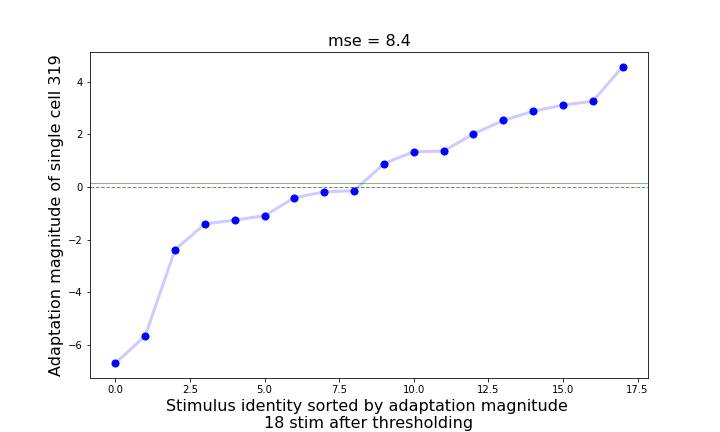 mse = 8.4
Adaptation magnitude of single cell 319
4
2
0
−2
−4
−6
0.0 2.5 5.0 7.5 10.0 12.5 15.0 17.5
Stimulus identity sorted by adaptation magnitude
18 stim after thresholding